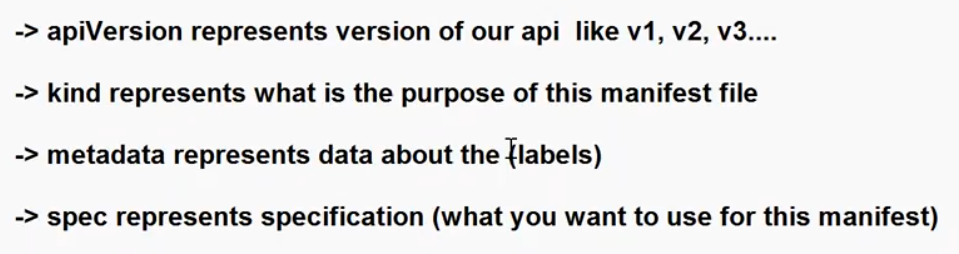 -> apiVersion represents version of our api like v1, v2, v3....
-> kind represents what is the purpose of this manifest file
-> metadata represents data about the (labels)
-> spec represents specification (what you want to use for this manifest)